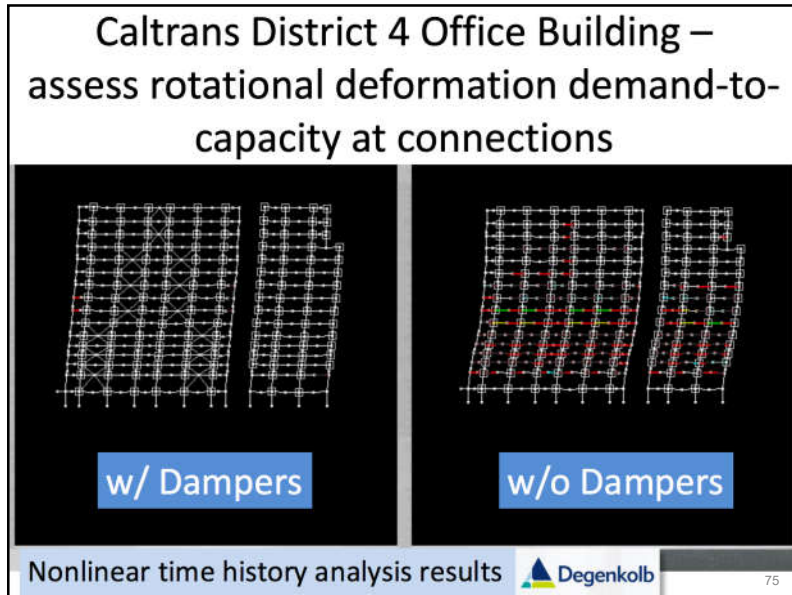 Caltrans District 4 Office Building –
assess rotational deformation demand-to-
capacity at connections
w/ Dampers
w/o Dampers
Nonlinear time history analysis results
Degenkolb
75